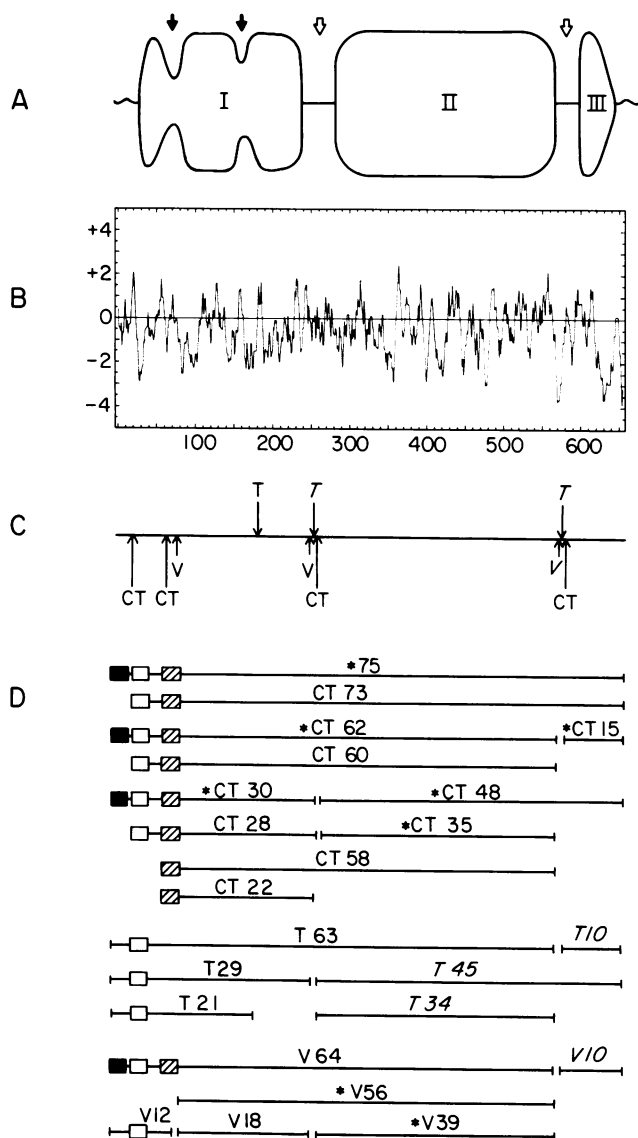 A
I
II
III
B
+4
+2
0
-2
-4
100 200 300 400 500 600
C
T T T
V V V
CT CT CT CT
D
*75
CT 73
*CT 62 *CT 15
CT 60
*CT 30 *CT 48
CT 28 *CT 35
CT 58
CT 22
T 63 T10
T29 T 45
T 21 T 34
V 64 V10
*V56
V12 V18 *V39